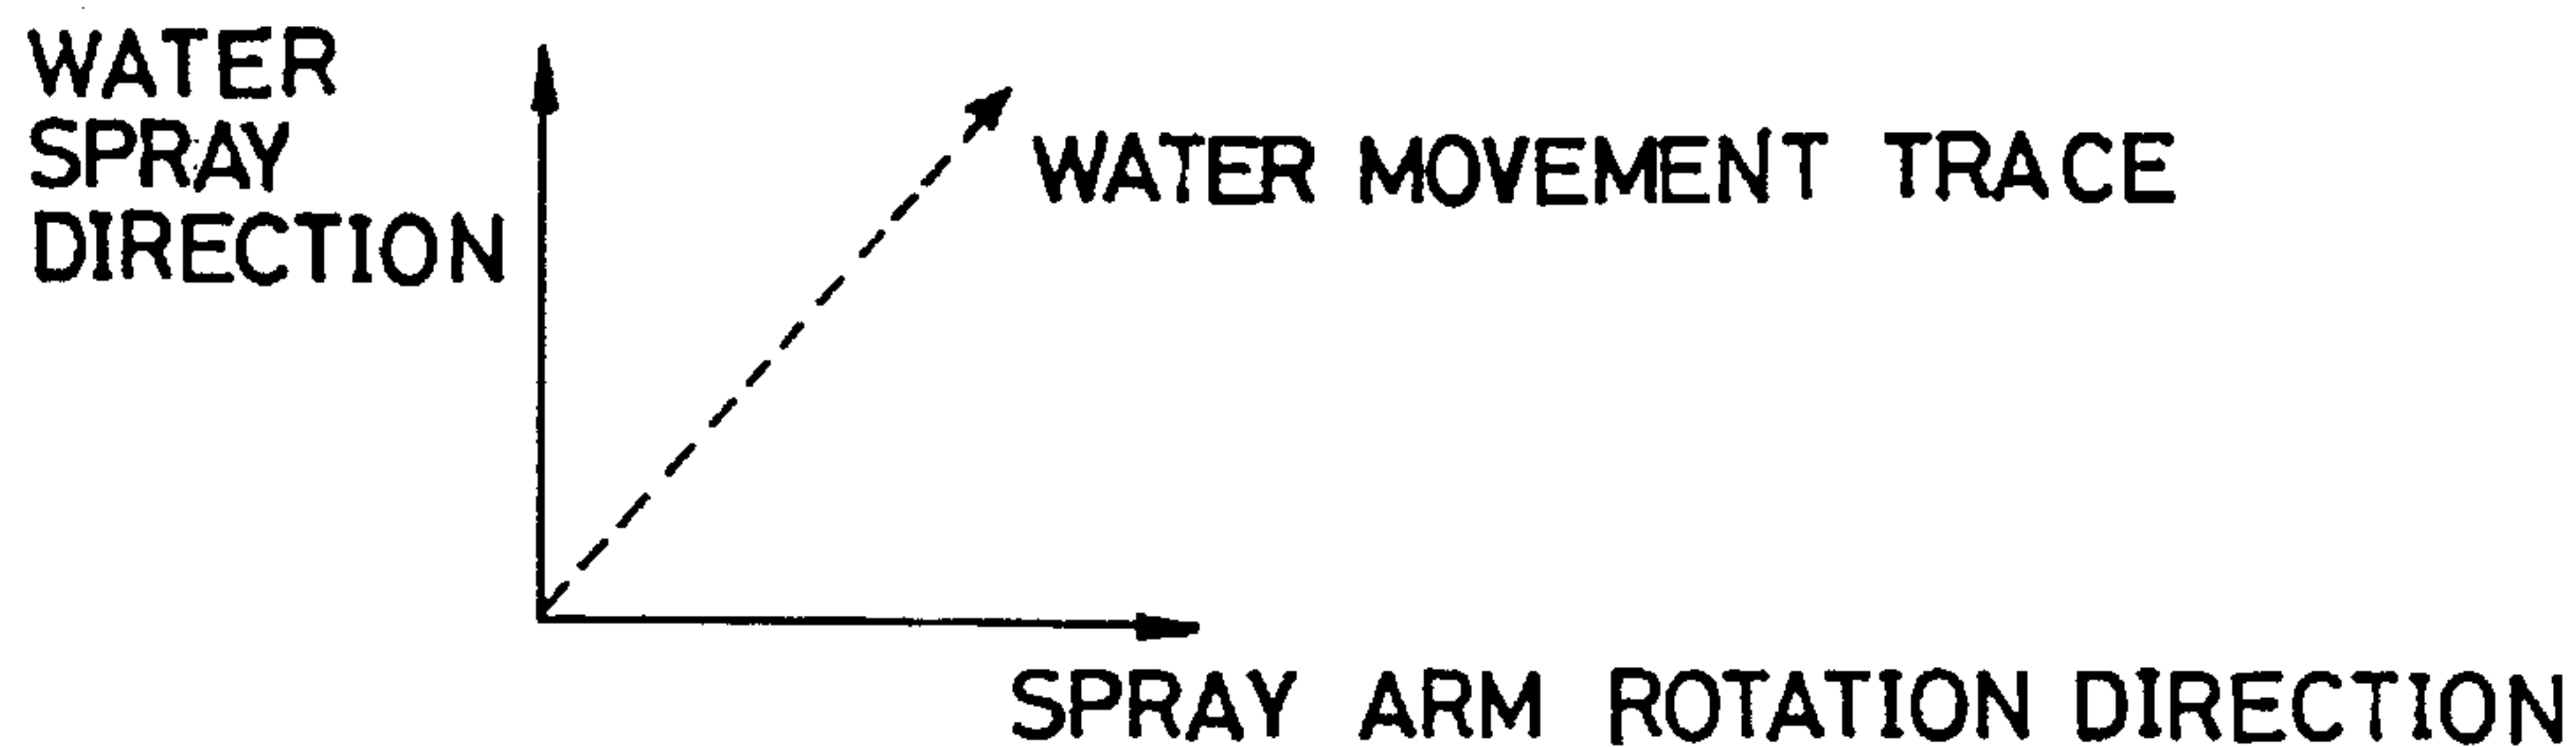 WATER
SPRAY
DIRECTION
WATER MOVEMENT TRACE
SPRAY ARM ROTATION DIRECTION